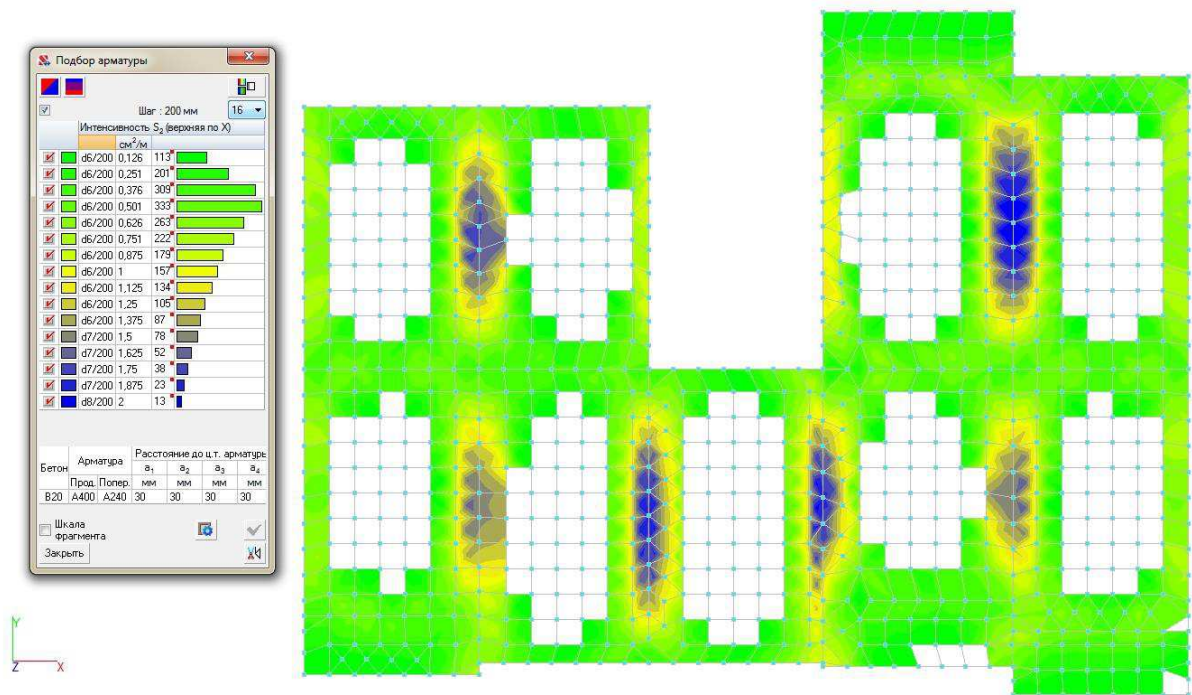 Подбор арматуры
Шаг : 200 мм
16
Интенсивность S2 (верхняя по X)
см²/м
d6/200 0,126 113
d6/200 0,251 201
d6/200 0,376 309
d6/200 0,501 333
d6/200 0,626 263
d6/200 0,751 222
d6/200 0,875 179
d6/200 1 157
d6/200 1,125 134
d6/200 1,25 105
d6/200 1,375 87
d7/200 1,5 78
d7/200 1,625 52
d7/200 1,75 38
d7/200 1,875 23
d8/200 2 13
Бетон Арматура Расстояние до ц.т. арматуры
Прод. Попер. a1 a2 a3 a4
мм мм мм мм
B20 A400 A240 30 30 30 30
Шкала
фрагмента
Закрыть
Y
Z X